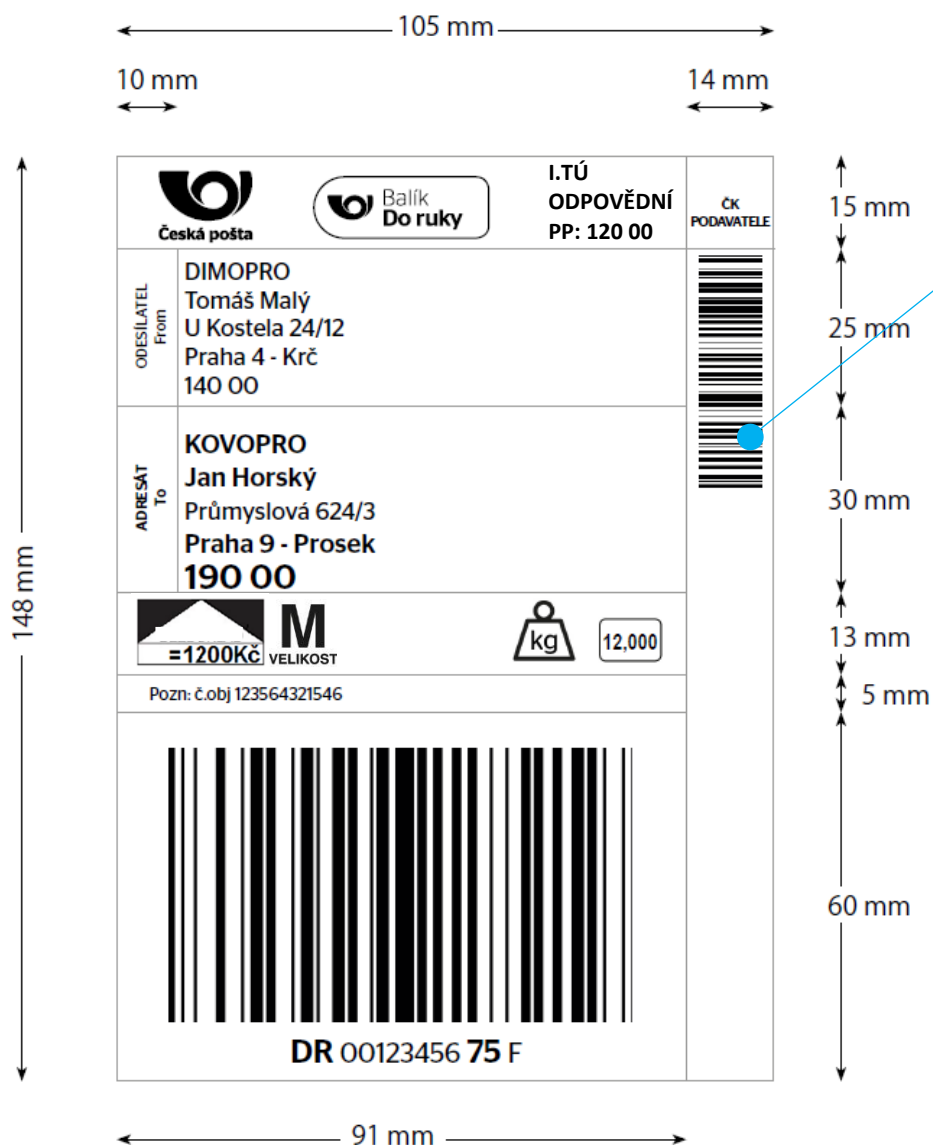 105 mm
10 mm
14 mm
Česká pošta
Balík
Do ruky
I.TÚ
ODPOVĚDNÍ
PP: 120 00
ČK
PODAVATELE
15 mm
ODESÍLATEL
From
DIMOPRO
Tomáš Malý
U Kostela 24/12
Praha 4 - Krč
140 00
25 mm
ADRESÁT
To
KOVOPRO
Jan Horský
Průmyslová 624/3
Praha 9 - Prosek
190 00
30 mm
148 mm
=1200Kč
M
VELIKOST
kg
12,000
13 mm
Pozn: č.obj 123564321546
5 mm
60 mm
DR 00123456 75 F
91 mm